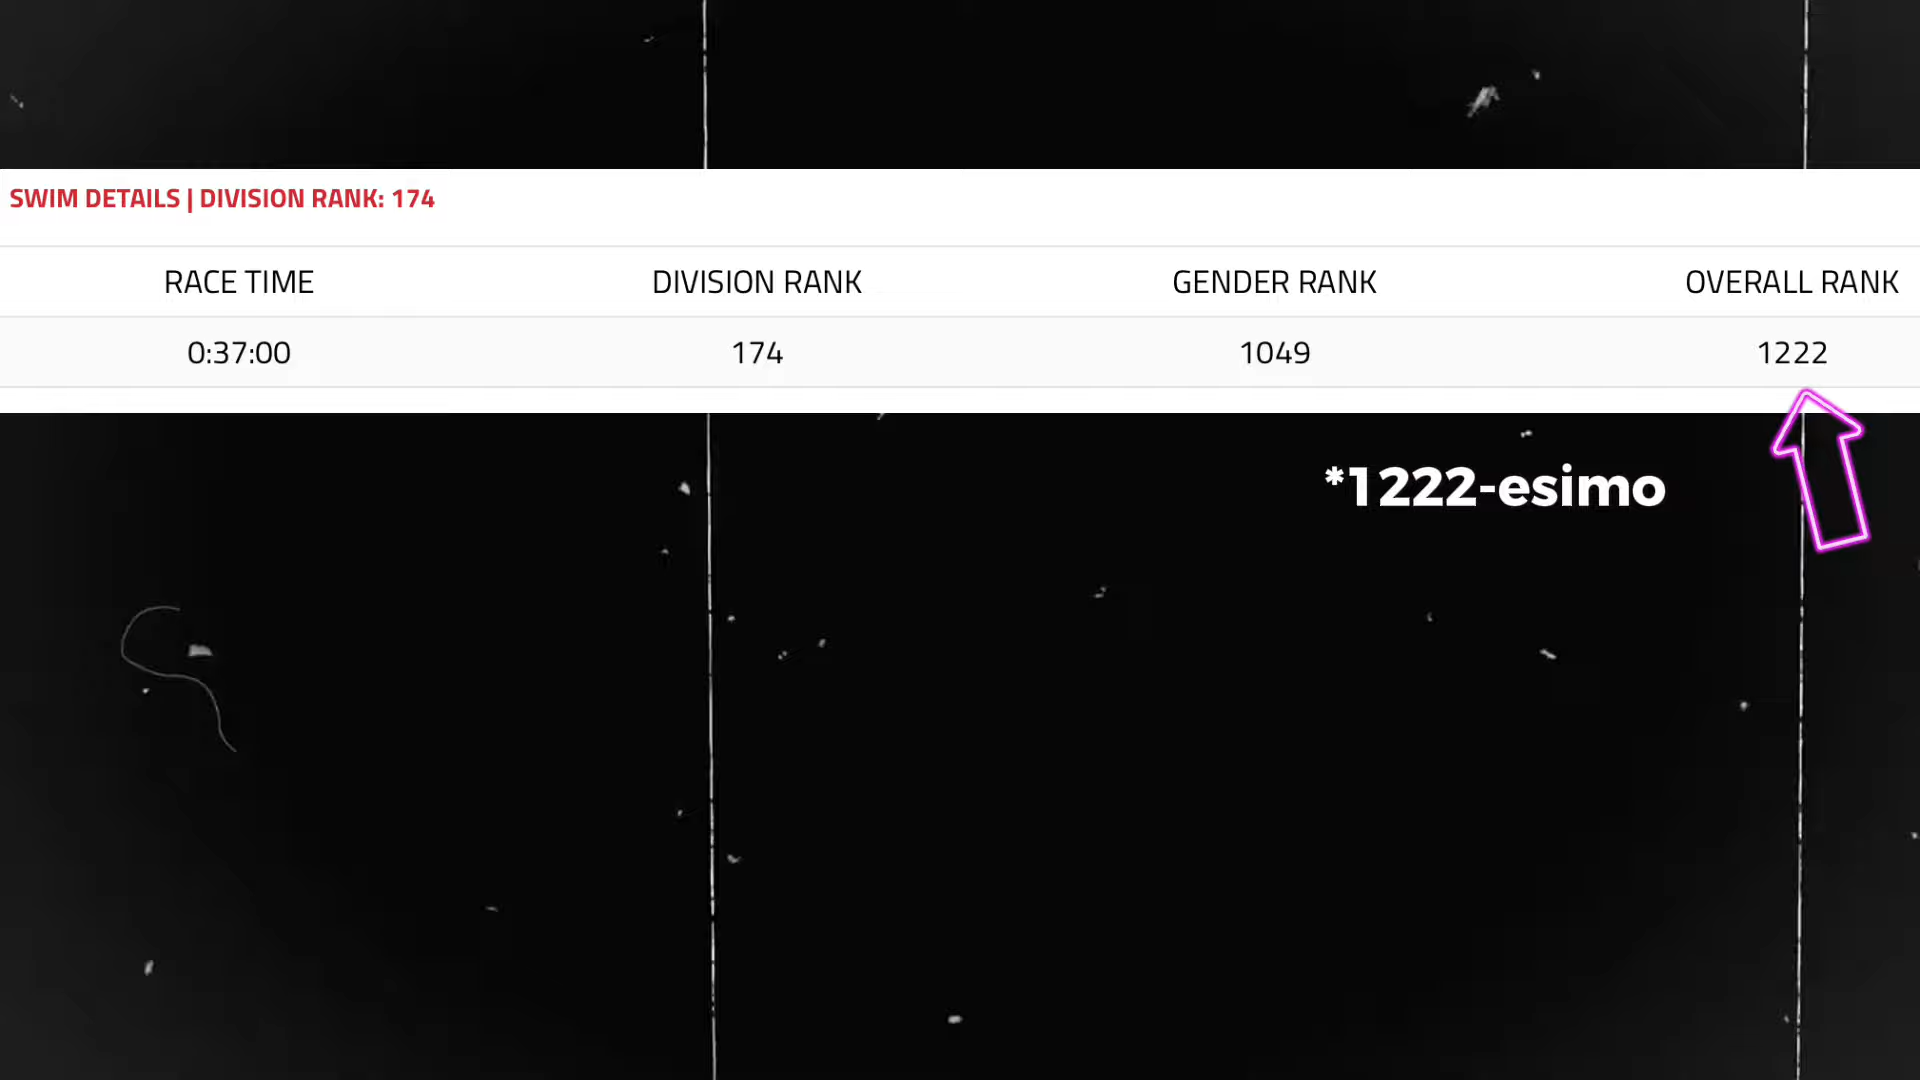 SWIM DETAILS | DIVISION RANK: 174
RACE TIME DIVISION RANK GENDER RANK OVERALL RANK
0:37:00 174 1049 1222
*1222-esimo